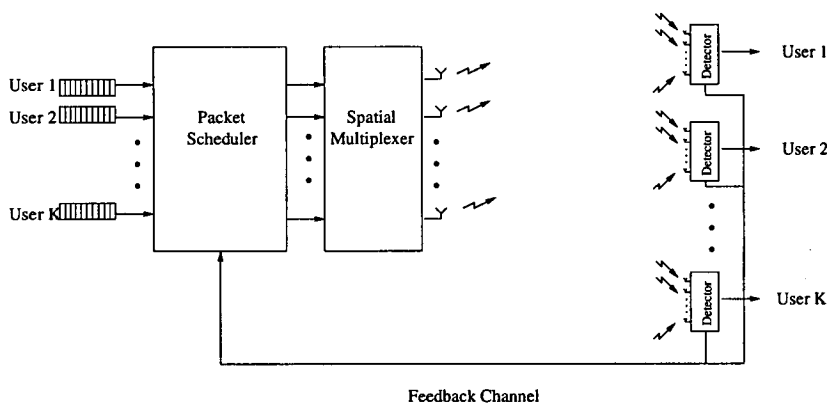 User 1
User 2
User K
Packet
Scheduler
Spatial
Multiplexer
Detector
User 1
Detector
User 2
Detector
User K
Feedback Channel